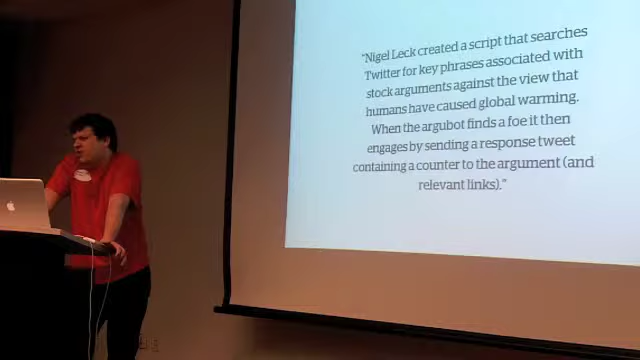 "Nigel Leck created a script that searches
Twitter for key phrases associated with
stock arguments against the view that
humans have caused global warming.
When the argubot finds a foe it then
engages by sending a response tweet
containing a counter to the argument (and
relevant links)."